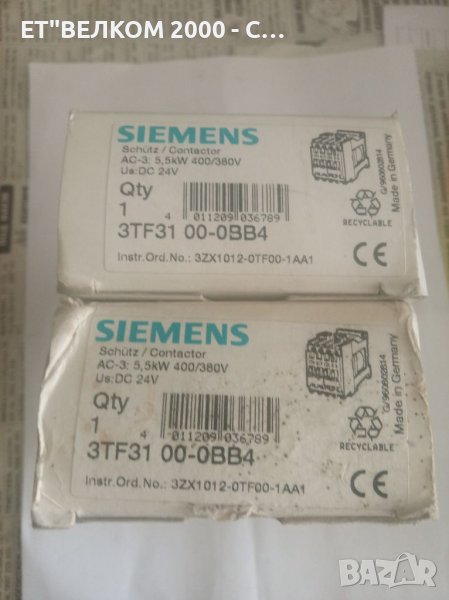 ЕТ"ВЕЛКОМ 2000 - С...
SIEMENS
Schütz / Contactor
AC-3: 5,5kW 400/380V
Us:DC 24V
Qty
1
4 011209 036789
3TF31 00-0BB4
Instr.Ord.No.: 3ZX1012-0TF00-1AA1
G/960602814
Made in Germany
RECYCLABLE
CE
SIEMENS
Schütz / Contactor
AC-3: 5,5kW 400/380V
Us:DC 24V
Qty
1
4 011209 036789
3TF31 00-0BB4
Instr.Ord.No.: 3ZX1012-0TF00-1AA1
G/960602814
Made in Germany
RECYCLABLE
CE
BAZAR